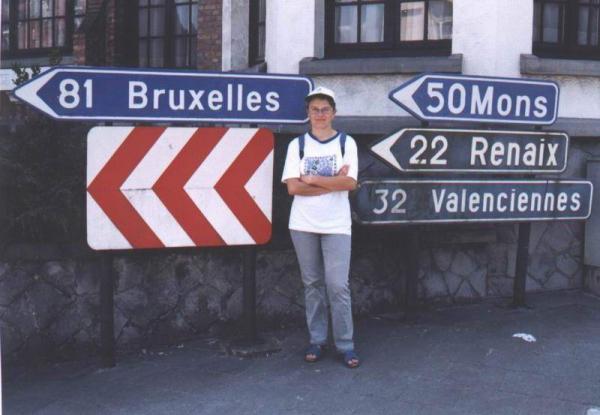 81 Bruxelles
50 Mons
22 Renaix
32 Valenciennes